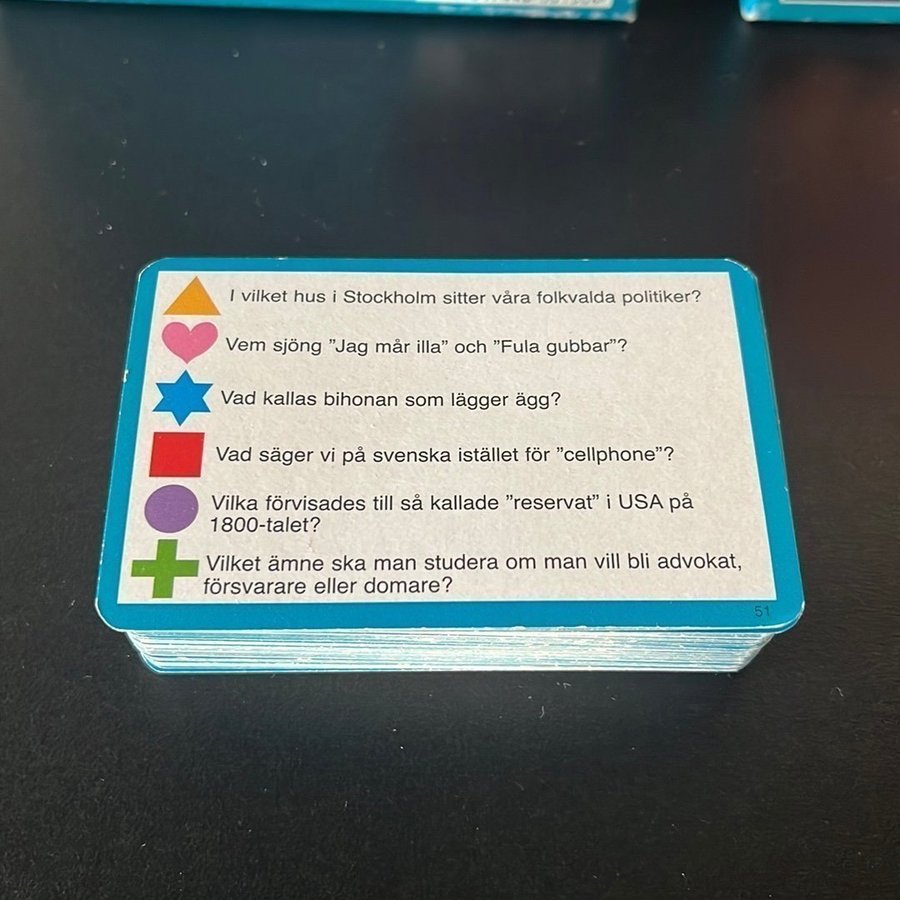 I vilket hus i Stockholm sitter våra folkvalda politiker?
Vem sjöng ”Jag mår illa” och ”Fula gubbar”?
Vad kallas bihonan som lägger ägg?
Vad säger vi på svenska istället för ”cellphone”?
Vilka förvisades till så kallade ”reservat” i USA på
1800-talet?
Vilket ämne ska man studera om man vill bli advokat,
försvarare eller domare?
51